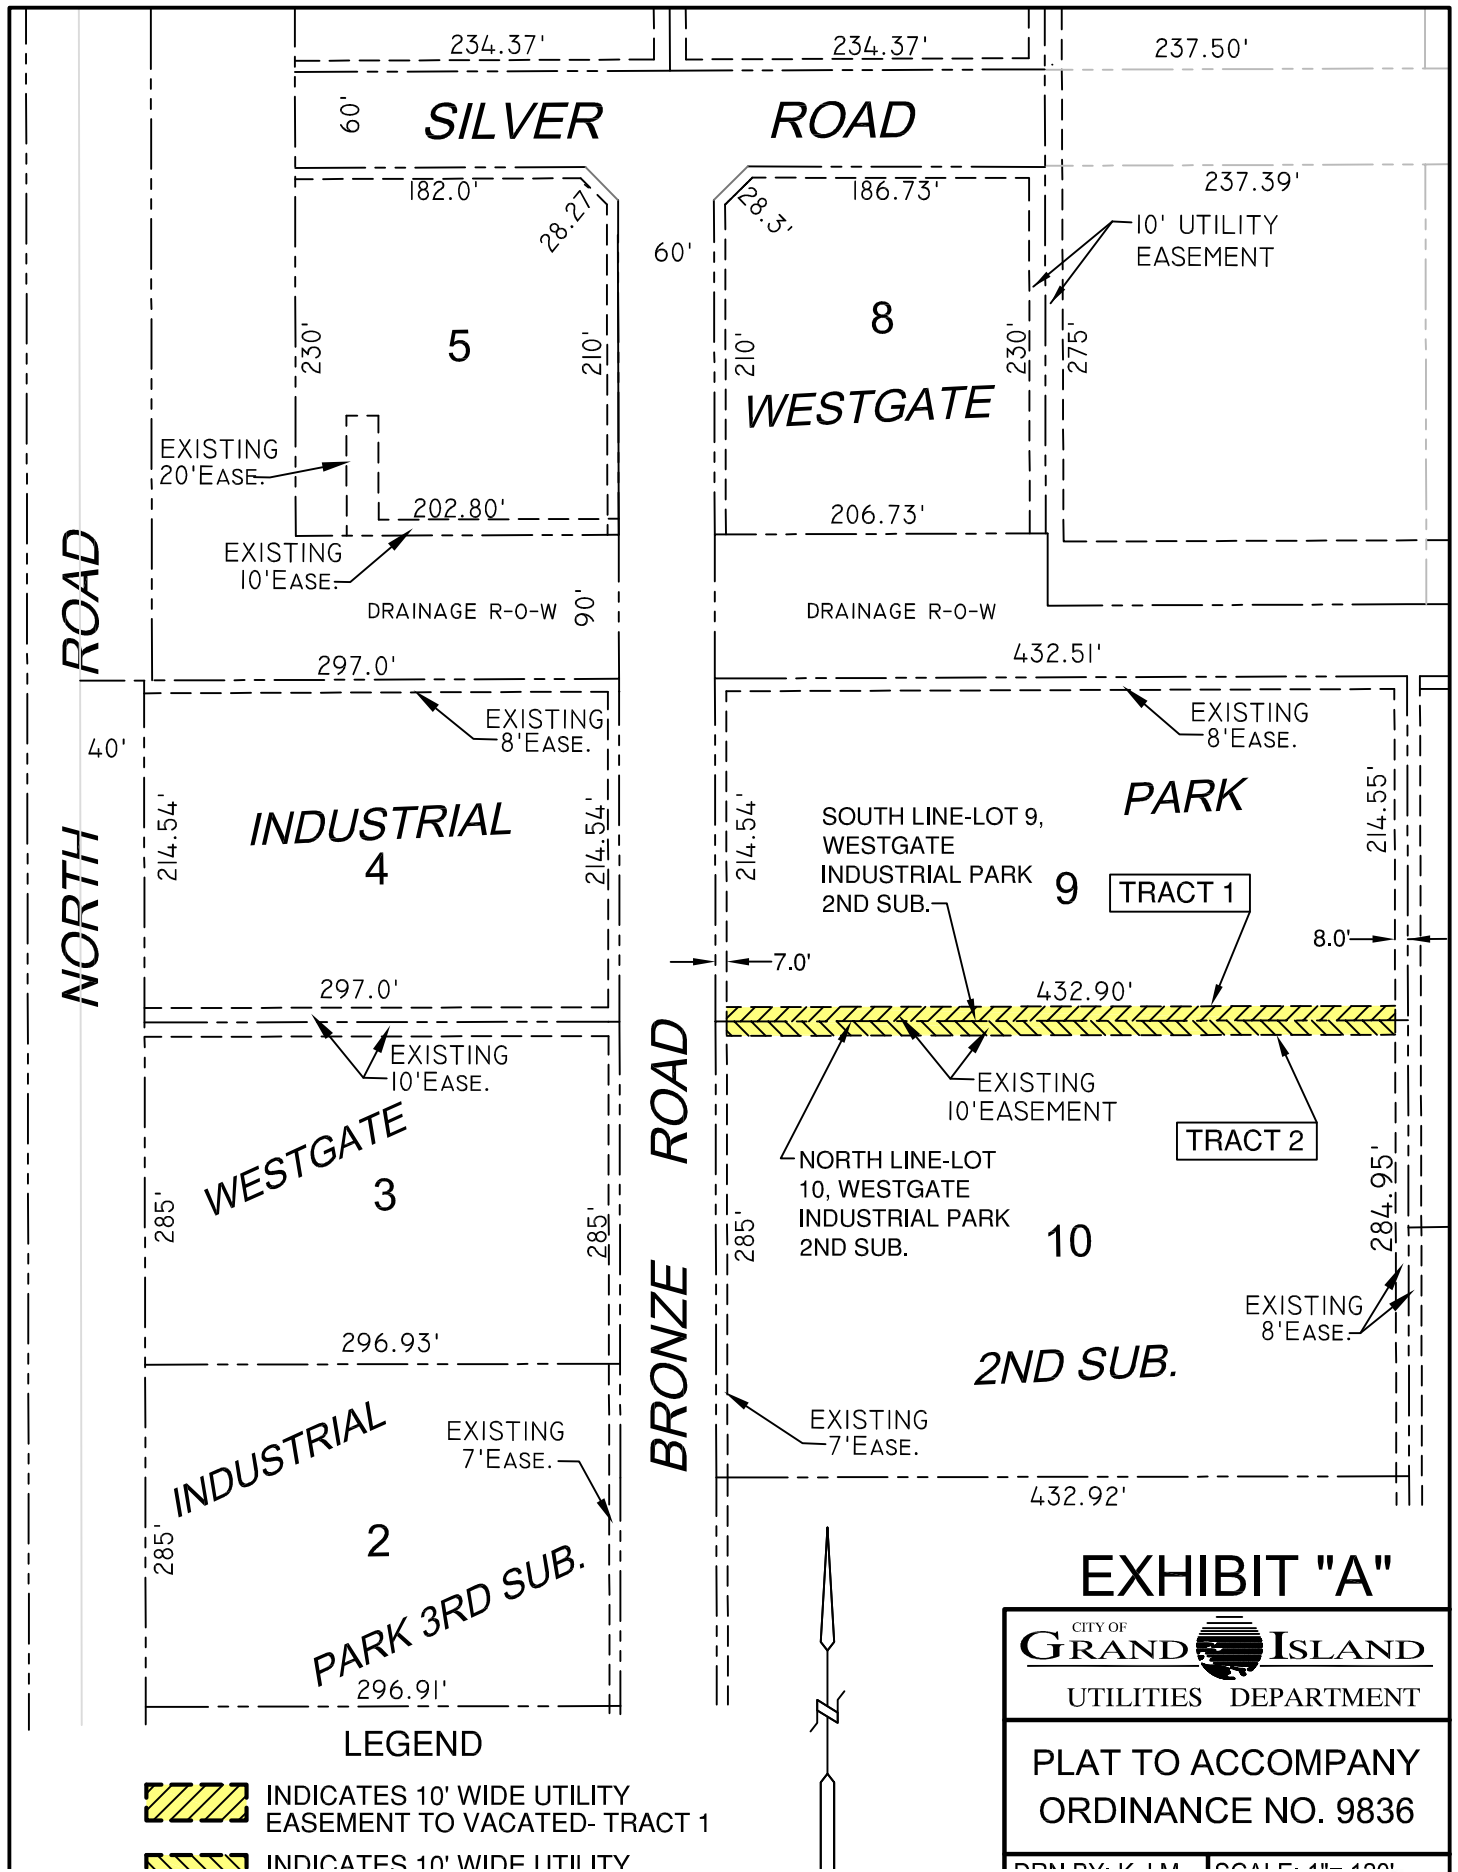 234.37'
234.37'
237.50'
60'
SILVER ROAD
182.0'
28.27'
28.3'
186.73'
237.39'
10' UTILITY
EASEMENT
60'
230'
5
210'
210'
8
230'
275'
WESTGATE
EXISTING
20'EASE.
202.80'
206.73'
EXISTING
10'EASE.
DRAINAGE R-O-W
90'
DRAINAGE R-O-W
NORTH ROAD
297.0'
432.51'
40'
EXISTING
8'EASE.
EXISTING
8'EASE.
214.54'
INDUSTRIAL
4
214.54'
214.54'
PARK
214.55'
SOUTH LINE-LOT 9,
WESTGATE
INDUSTRIAL PARK
2ND SUB.
9
TRACT 1
8.0'
7.0'
297.0'
432.90'
EXISTING
10'EASE.
BRONZE ROAD
EXISTING
10'EASEMENT
TRACT 2
WESTGATE
3
285'
285'
285'
NORTH LINE-LOT
10, WESTGATE
INDUSTRIAL PARK
2ND SUB.
10
284.95'
EXISTING
8'EASE.
296.93'
2ND SUB.
INDUSTRIAL
EXISTING
7'EASE.
EXISTING
7'EASE.
432.92'
285'
2
PARK 3RD SUB.
296.91'
EXHIBIT "A"
CITY OF
GRAND ISLAND
UTILITIES DEPARTMENT
PLAT TO ACCOMPANY
ORDINANCE NO. 9836
LEGEND
INDICATES 10' WIDE UTILITY
EASEMENT TO VACATED- TRACT 1
INDICATES 10' WIDE UTILITY
DRN BY: K.J.M.
SCALE: 1"= 120'